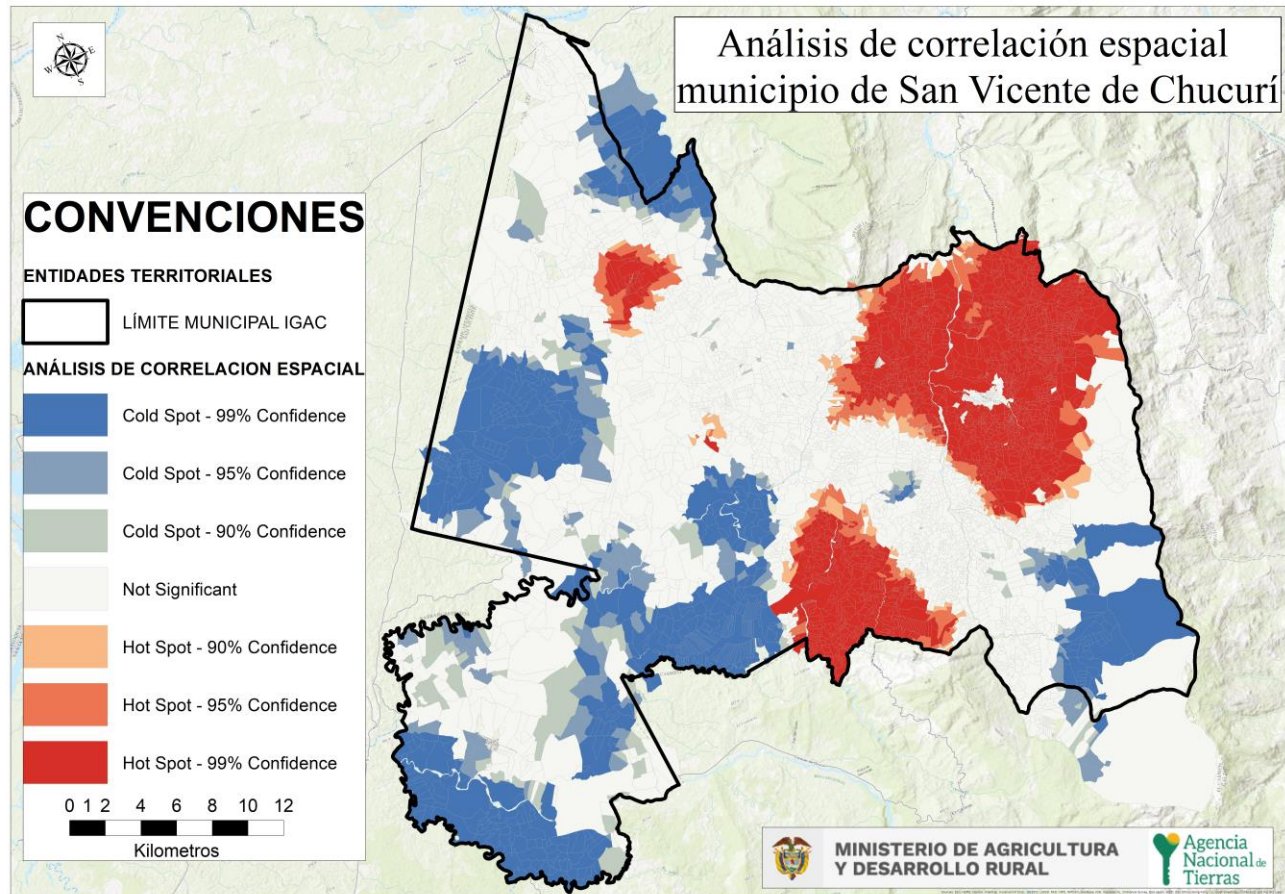 Análisis de correlación espacial
municipio de San Vicente de Chucurí
N
E
W
S
CONVENCIONES
ENTIDADES TERRITORIALES
LÍMITE MUNICIPAL IGAC
ANÁLISIS DE CORRELACION ESPACIAL
Cold Spot - 99% Confidence
Cold Spot - 95% Confidence
Cold Spot - 90% Confidence
Not Significant
Hot Spot - 90% Confidence
Hot Spot - 95% Confidence
Hot Spot - 99% Confidence
0 1 2 4 6 8 10 12
Kilometros
MINISTERIO DE AGRICULTURA
Y DESARROLLO RURAL
Agencia
Nacional de
Tierras